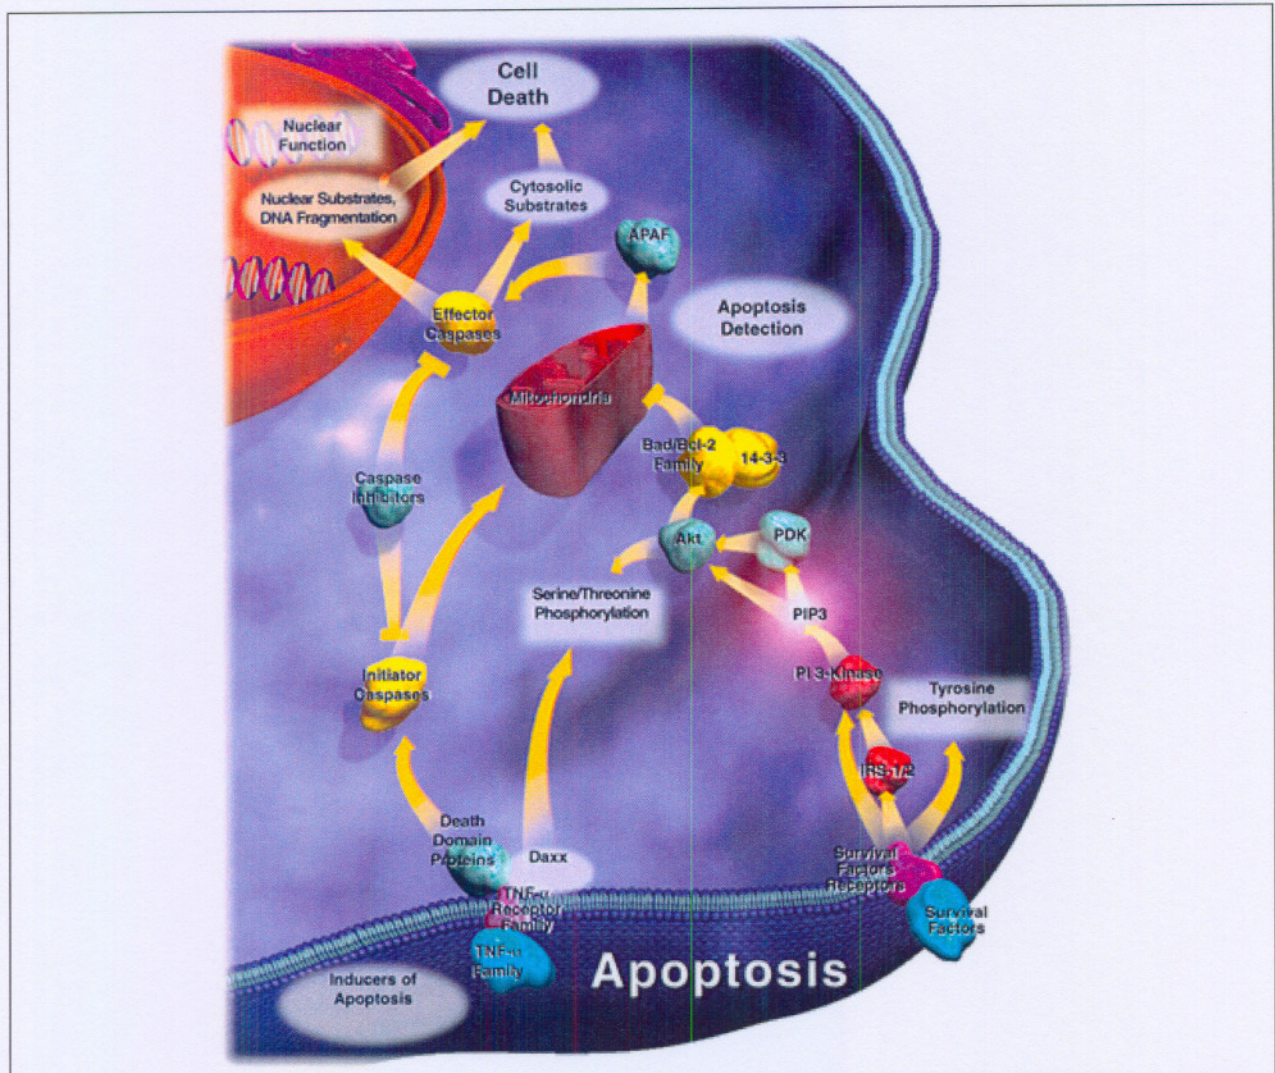 Cell
Death
Nuclear
Function
Nuclear Substrates,
DNA Fragmentation
Cytosolic
Substrates
APAF
Effector
Caspases
Apoptosis
Detection
Mitochondria
Bad/Bcl-2
Family
14-3-3
Caspase
Inhibitors
Akt
PDK
Serine/Threonine
Phosphorylation
PIP3
Initiator
Caspases
PI 3-Kinase
Tyrosine
Phosphorylation
IRS-1/2
Death
Domain
Proteins
Daxx
Survival
Factors
Receptors
TNF-α
Receptor
Family
Survival
Factors
TNF-α
Family
Apoptosis
Inducers of
Apoptosis